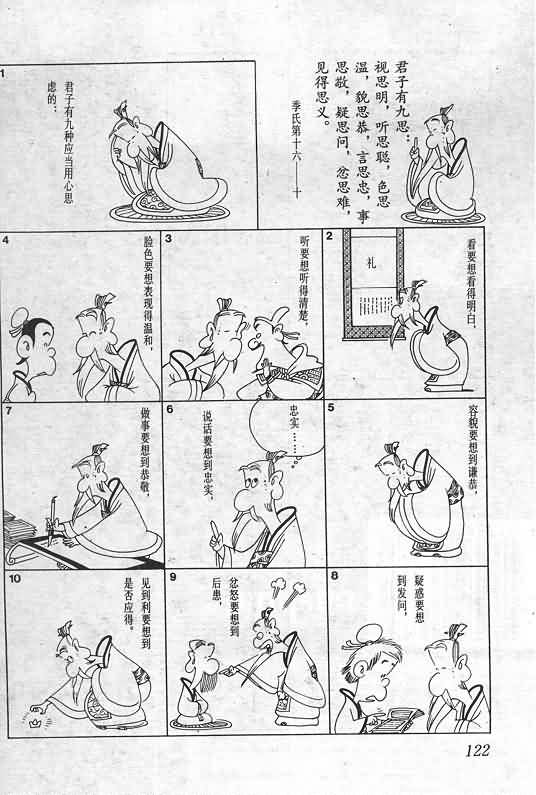 君子有九思：
视思明，听思聪，色思
温，貌思恭，言思忠，事
思敬，疑思问，忿思难，
见得思义。
季氏第十六——十
1
君子有九种应当用心思
虑的：
2
看要想看得明白，
礼
3
听要想听得清楚，
4
脸色要想表现得温和，
5
容貌要想到谦恭，
6
忠实……。
说话要想到忠实，
7
做事要想到恭敬，
8
疑惑要想
到发问，
9
忿怒要想到
后患，
10
见到利要想到
是否应得。
122